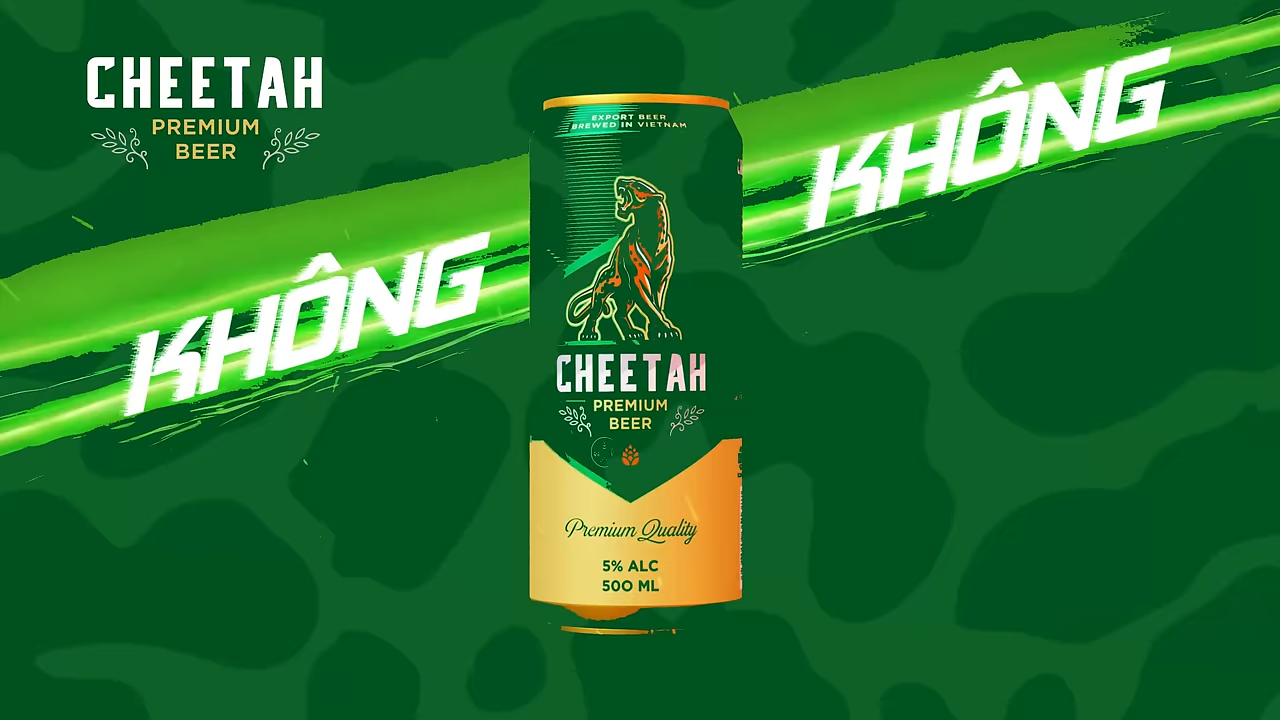 CHEETAH
PREMIUM
BEER
KHÔNG
KHÔNG
EXPORT BEER
BREWED IN VIETNAM
CHEETAH
PREMIUM
BEER
Premium Quality
5% ALC
500 ML